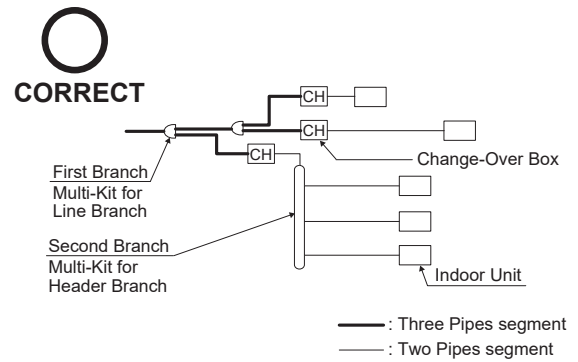 CORRECT
CH
CH
Change-Over Box
CH
First Branch
Multi-Kit for
Line Branch
Second Branch
Multi-Kit for
Header Branch
Indoor Unit
: Three Pipes segment
: Two Pipes segment